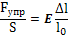 Fупр/S = E Δl/l₀